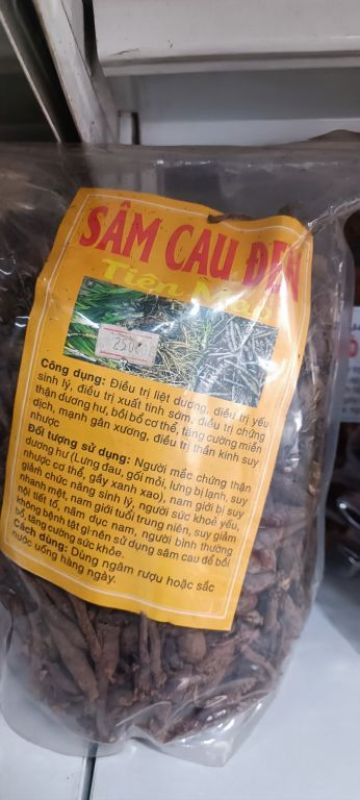 SÂM CAU ĐEN
Tiên Mao
250
Công dụng: Điều trị liệt dương, điều trị yếu
sinh lý, điều trị xuất tinh sớm, điều trị chứng
thận dương hư, bồi bổ cơ thể, tăng cường miễn
dịch, mạnh gân xương, điều trị thần kinh suy
nhược
Đối tượng sử dụng: Người mắc chứng thận
dương hư (Lưng đau, gối mỏi, lưng bị lạnh, suy
nhược cơ thể, gầy xanh xao), nam giới bị suy
giảm chức năng sinh lý, người sức khoẻ yếu,
nhanh mệt, nam giới tuổi trung niên, suy giảm
nội tiết tố, nấm dục nam, người bình thường
không bệnh tật gì nên sử dụng sâm cau để bồi
bổ, tăng cường sức khỏe.
Cách dùng: Dùng ngâm rượu hoặc sắc
nước uống hàng ngày.